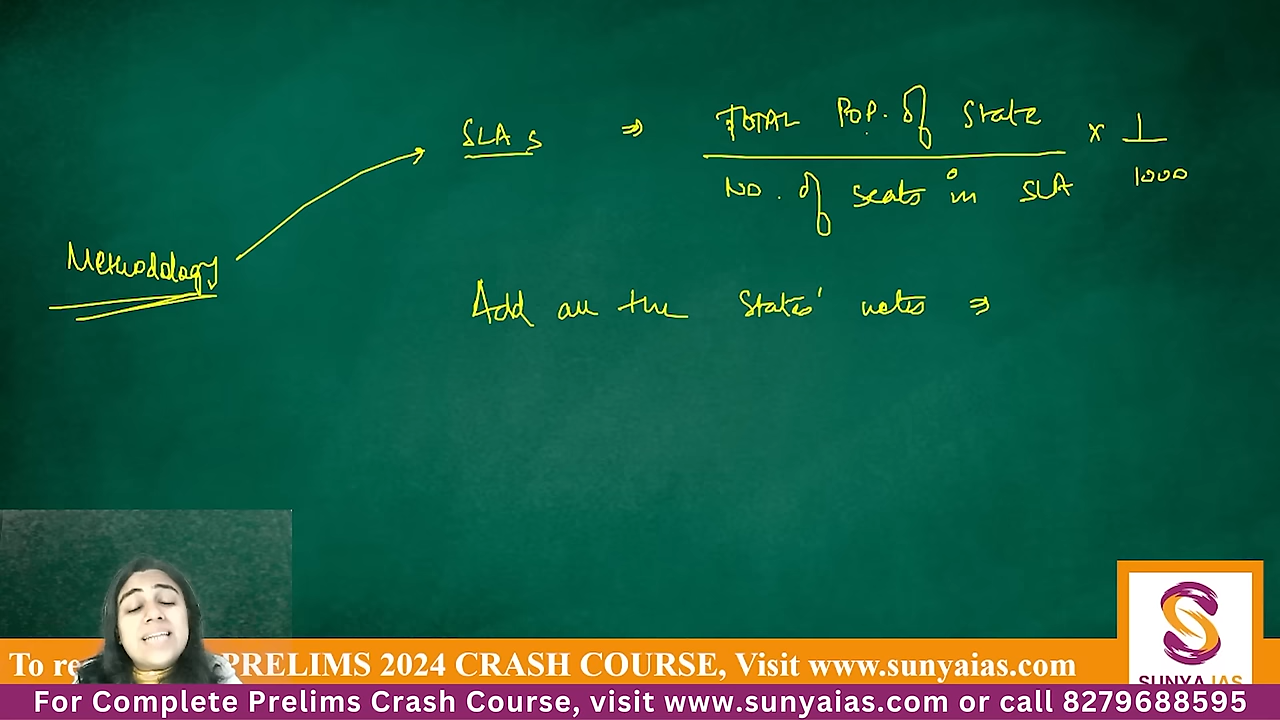 SLAs ⇒ TOTAL POP. of State × 1
NO. of seats in SLA 1000
Methodology
Add all the States' votes ⇒
To re PRELIMS 2024 CRASH COURSE, Visit www.sunyaias.com
SUNYA IAS
For Complete Prelims Crash Course, visit www.sunyaias.com or call 8279688595